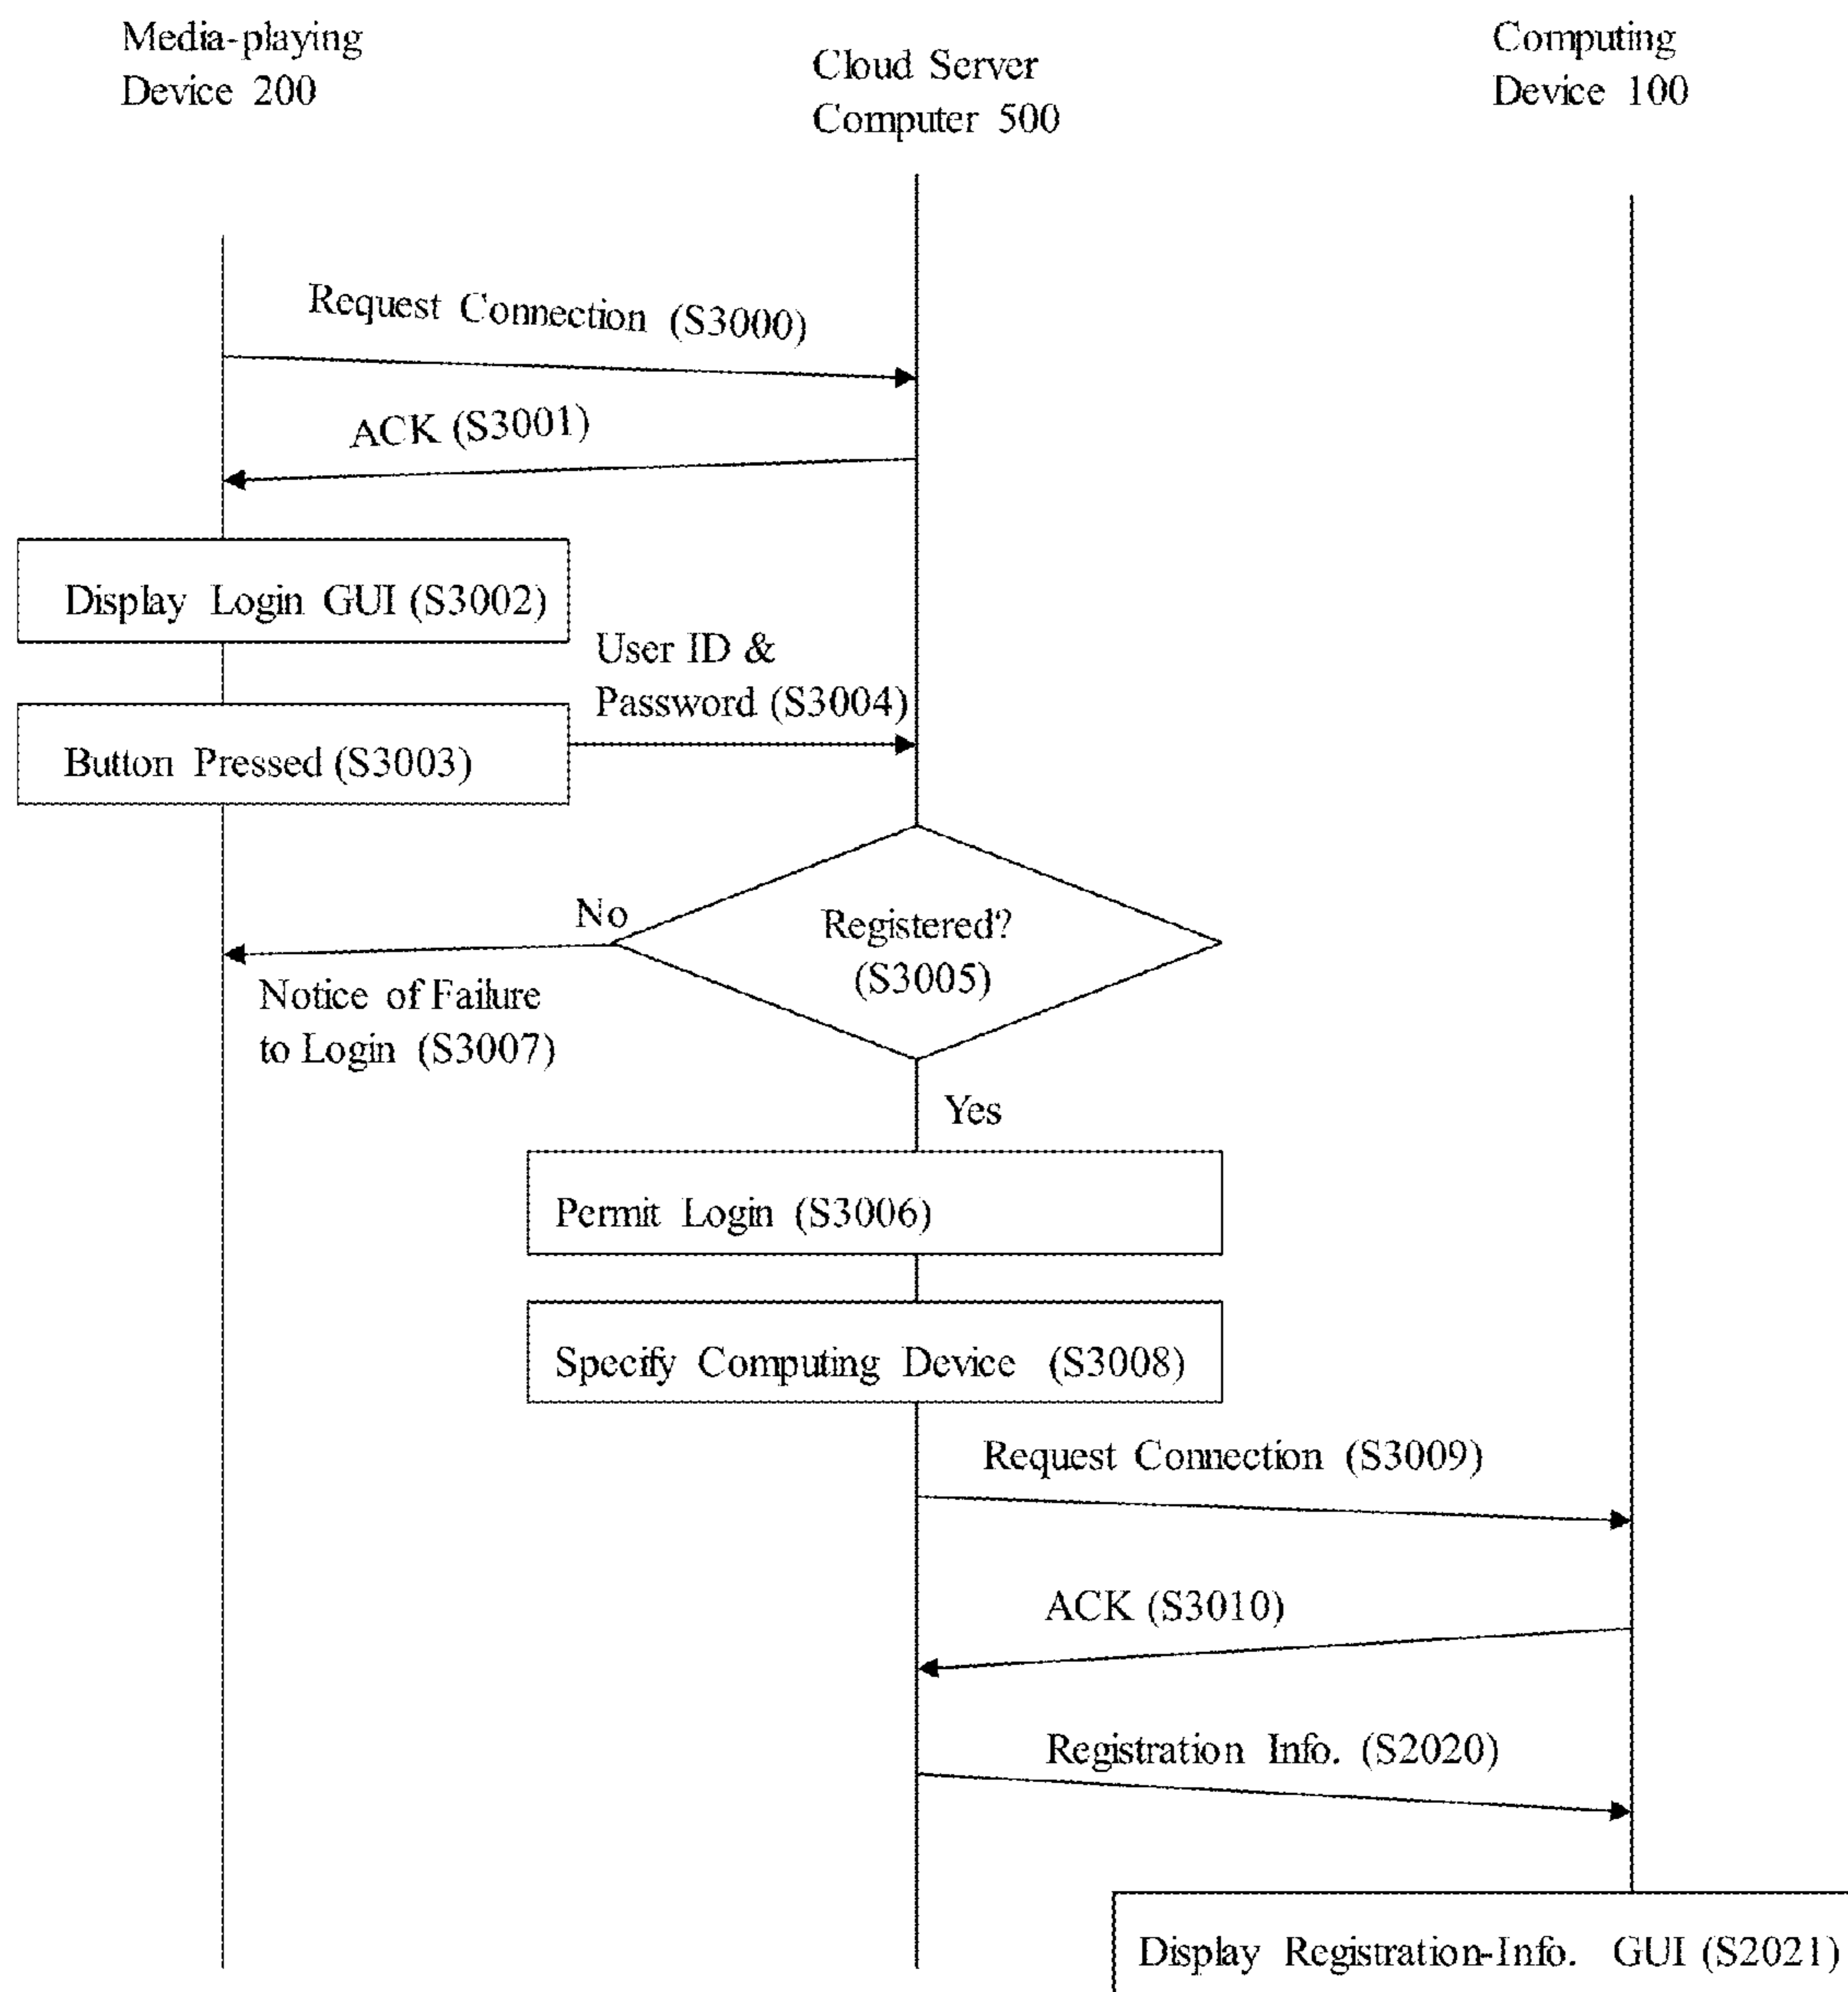 Media-playing
Device 200
Cloud Server
Computer 500
Computing
Device 100
Request Connection (S3000)
ACK (S3001)
Display Login GUI (S3002)
User ID &
Password (S3004)
Button Pressed (S3003)
No
Registered?
(S3005)
Notice of Failure
to Login (S3007)
Yes
Permit Login (S3006)
Specify Computing Device (S3008)
Request Connection (S3009)
ACK (S3010)
Registration Info. (S2020)
Display Registration-Info. GUI (S2021)